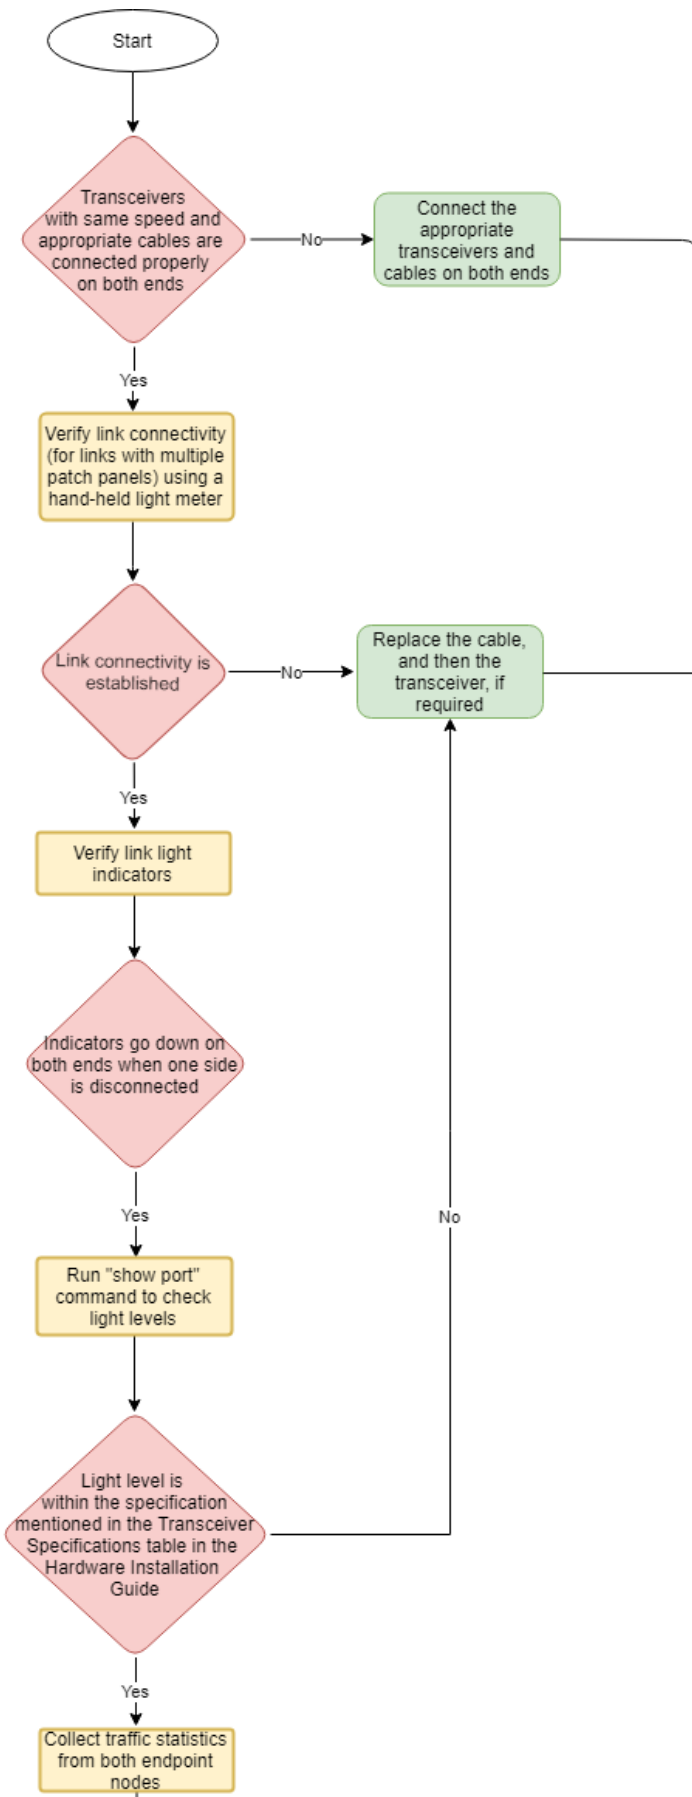 Start
Transceivers
with same speed and
appropriate cables are
connected properly
on both ends
No
Connect the
appropriate
transceivers and
cables on both ends
Yes
Verify link connectivity
(for links with multiple
patch panels) using a
hand-held light meter
Link connectivity is
established
No
Replace the cable,
and then the
transceiver, if
required
Yes
Verify link light
indicators
Indicators go down on
both ends when one side
is disconnected
Yes
No
Run "show port"
command to check
light levels
Light level is
within the specification
mentioned in the Transceiver
Specifications table in the
Hardware Installation
Guide
Yes
Collect traffic statistics
from both endpoint
nodes